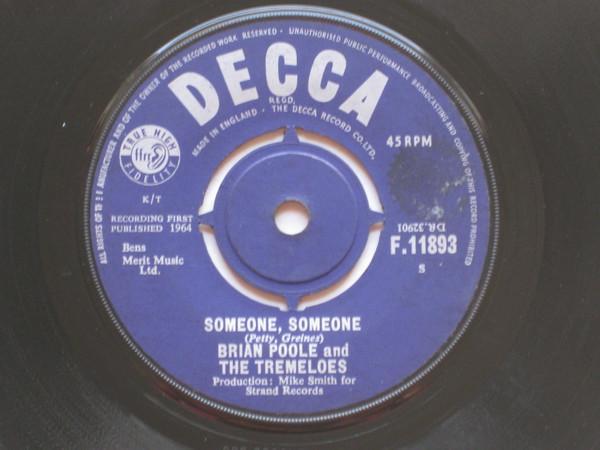 ALL RIGHTS OF THE MANUFACTURER AND OF THE OWNER OF THE RECORDED WORK RESERVED · UNAUTHORISED PUBLIC PERFORMANCE BROADCASTING AND COPYING OF THIS RECORD PROHIBITED
DECCA
REGD.
MADE IN ENGLAND · THE DECCA RECORD CO. LTD.
TRUE HIGH
ffrr
FIDELITY
45 RPM
K/T
RECORDING FIRST
PUBLISHED 1964
Bens
Merit Music
Ltd.
DR.32901
F.11893
S
SOMEONE, SOMEONE
(Petty, Greines)
BRIAN POOLE and
THE TREMELOES
Production: Mike Smith for
Strand Records